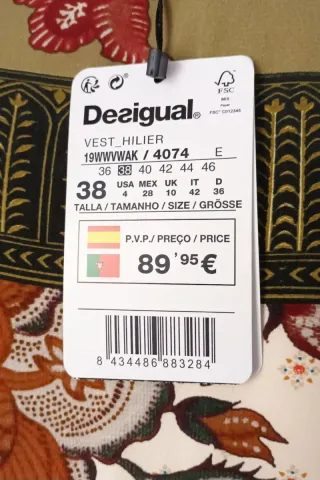 FSC
Desigual®
VEST_HILIER
19WWVWAK / 4074 E
36 38 40 42 44 46
38 USA MEX UK IT D
4 28 10 42 36
TALLA / TAMANHO / SIZE / GRÖSSE
P.V.P./ PREÇO / PRICE
89'95€
8 434486 883284